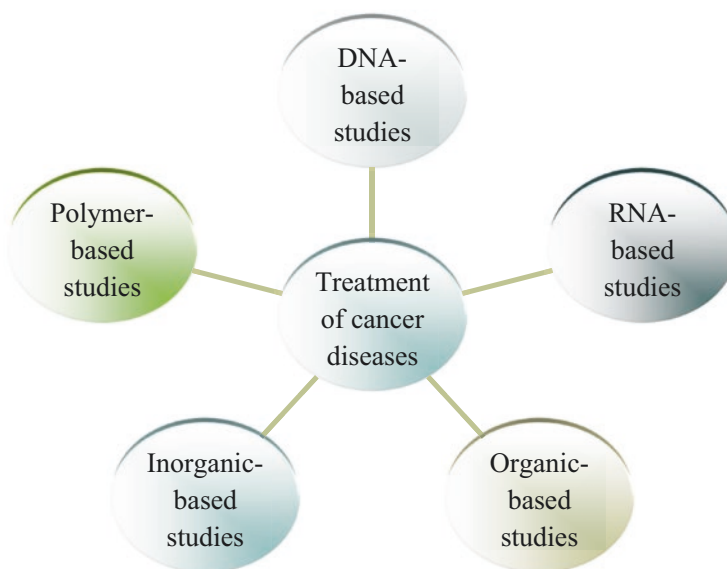 DNA-
based
studies
Polymer-
based
studies
RNA-
based
studies
Treatment
of cancer
diseases
Inorganic-
based
studies
Organic-
based
studies